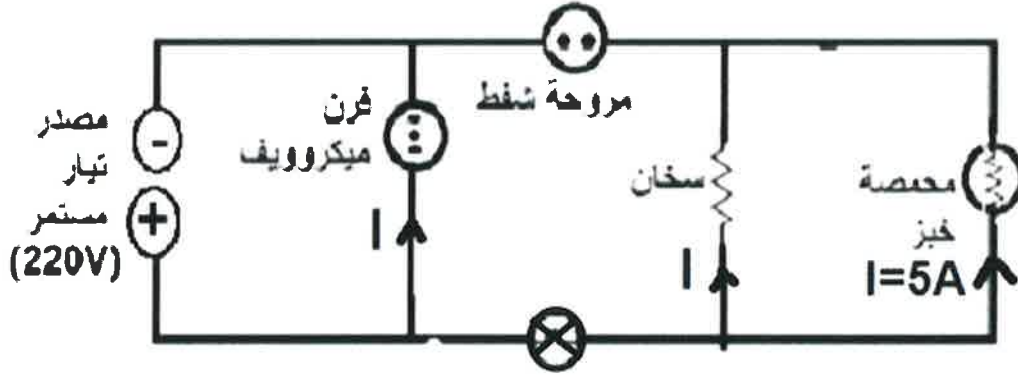 مروحة شفط
فرن
ميكروويف
مصدر
تيار
مستمر
(220V)
-
+
I
سخان
I
محمصة
خبز
I=5A